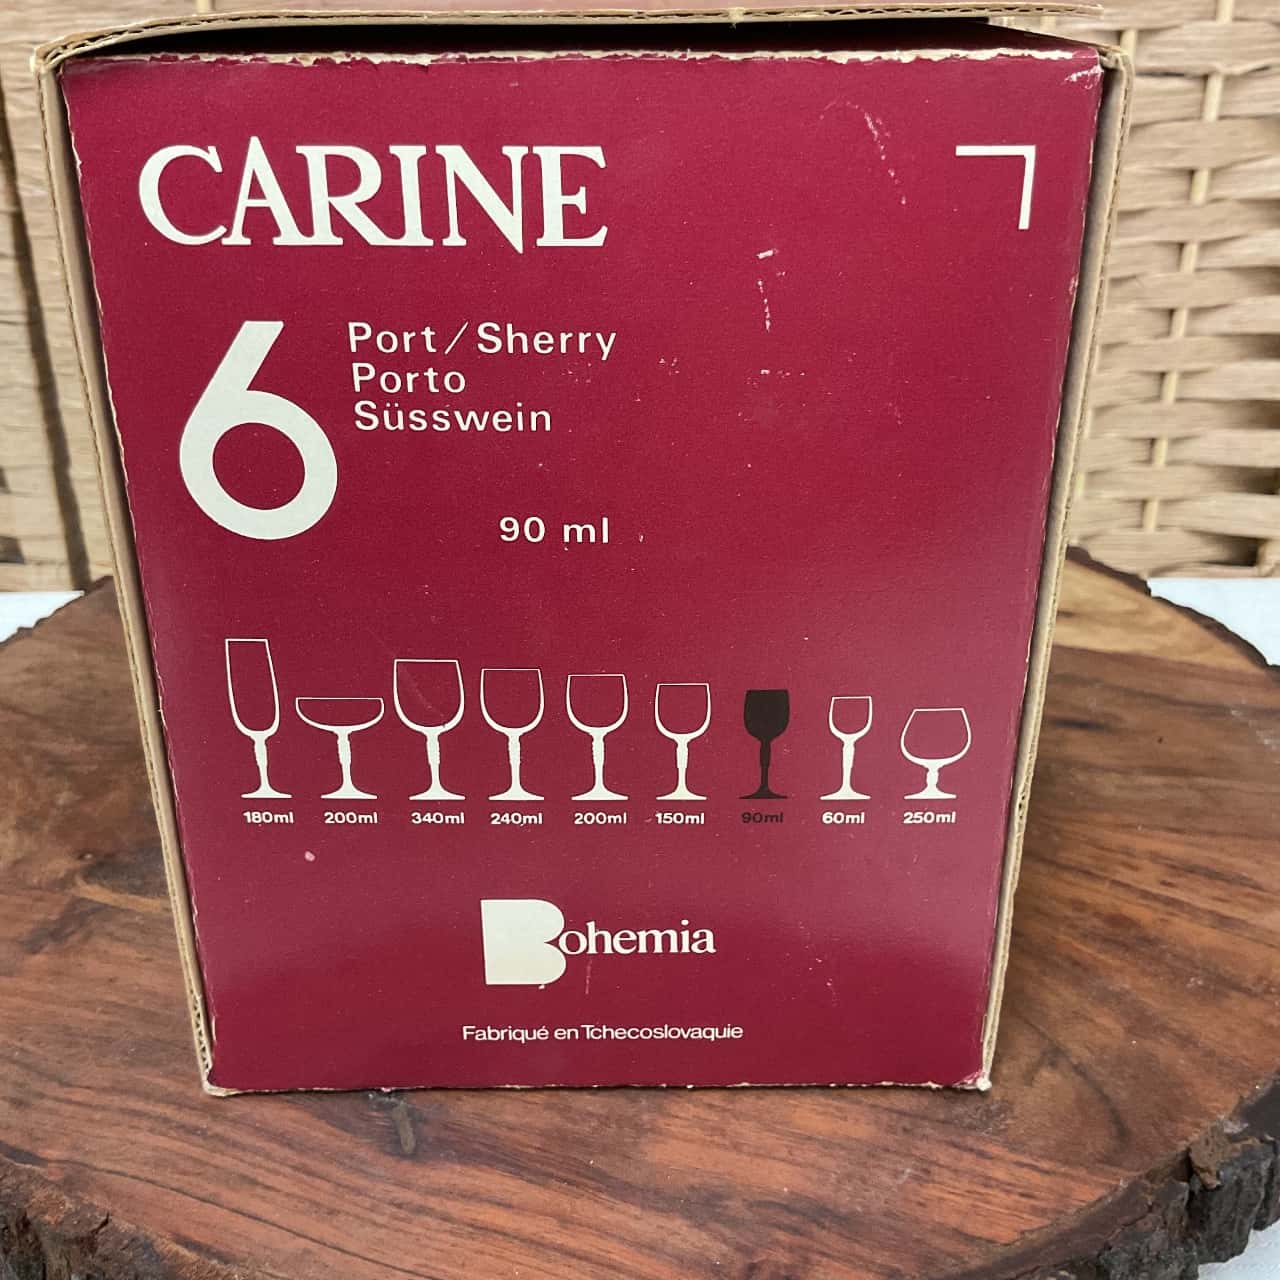 CARINE
6
Port/Sherry
Porto
Süsswein
90 ml
180ml 200ml 340ml 240ml 200ml 150ml 90ml 60ml 250ml
Bohemia
Fabriqué en Tchecoslovaquie